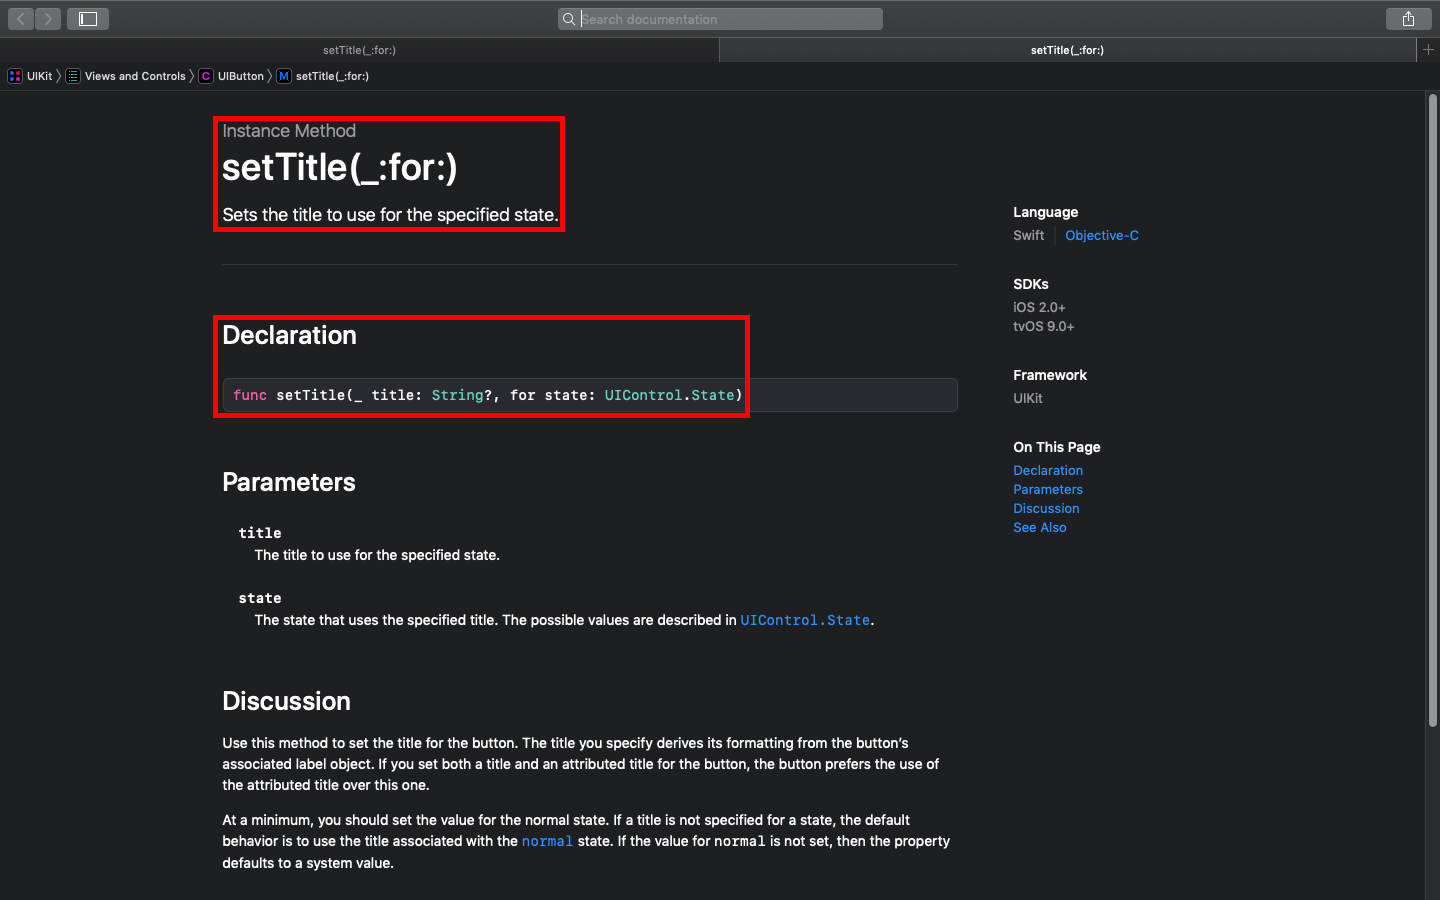 Search documentation
setTitle(_:for:)
setTitle(_:for:)
UIKit
Views and Controls
UIButton
setTitle(_:for:)
Instance Method
setTitle(_:for:)
Sets the title to use for the specified state.
Language
Swift
Objective-C
SDKs
iOS 2.0+
tvOS 9.0+
Framework
UIKit
On This Page
Declaration
Parameters
Discussion
See Also
Declaration
func setTitle(_ title: String?, for state: UIControl.State)
Parameters
title
The title to use for the specified state.
state
The state that uses the specified title. The possible values are described in UIControl.State.
Discussion
Use this method to set the title for the button. The title you specify derives its formatting from the button’s
associated label object. If you set both a title and an attributed title for the button, the button prefers the use of
the attributed title over this one.
At a minimum, you should set the value for the normal state. If a title is not specified for a state, the default
behavior is to use the title associated with the normal state. If the value for normal is not set, then the property
defaults to a system value.